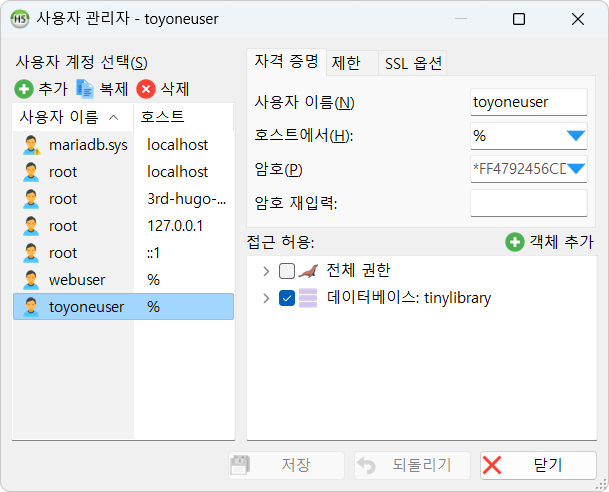 사용자 관리자 - toyoneuser
사용자 계정 선택(S)
추가 복제 삭제
사용자 이름 호스트
mariadb.sys localhost
root localhost
root 3rd-hugo-...
root 127.0.0.1
root ::1
webuser %
toyoneuser %
자격 증명 제한 SSL 옵션
사용자 이름(N) toyoneuser
호스트에서(H): %
암호(P) *FF4792456CD
암호 재입력:
접근 허용: 객체 추가
전체 권한
데이터베이스: tinylibrary
저장 되돌리기 닫기